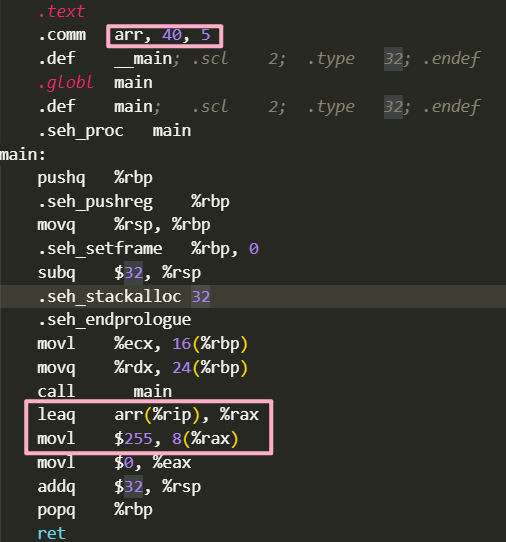 .text
.comm arr, 40, 5
.def __main; .scl 2; .type 32; .endef
.globl main
.def main; .scl 2; .type 32; .endef
.seh_proc main
main:
pushq %rbp
.seh_pushreg %rbp
movq %rsp, %rbp
.seh_setframe %rbp, 0
subq $32, %rsp
.seh_stackalloc 32
.seh_endprologue
movl %ecx, 16(%rbp)
movq %rdx, 24(%rbp)
call main
leaq arr(%rip), %rax
movl $255, 8(%rax)
movl $0, %eax
addq $32, %rsp
popq %rbp
ret